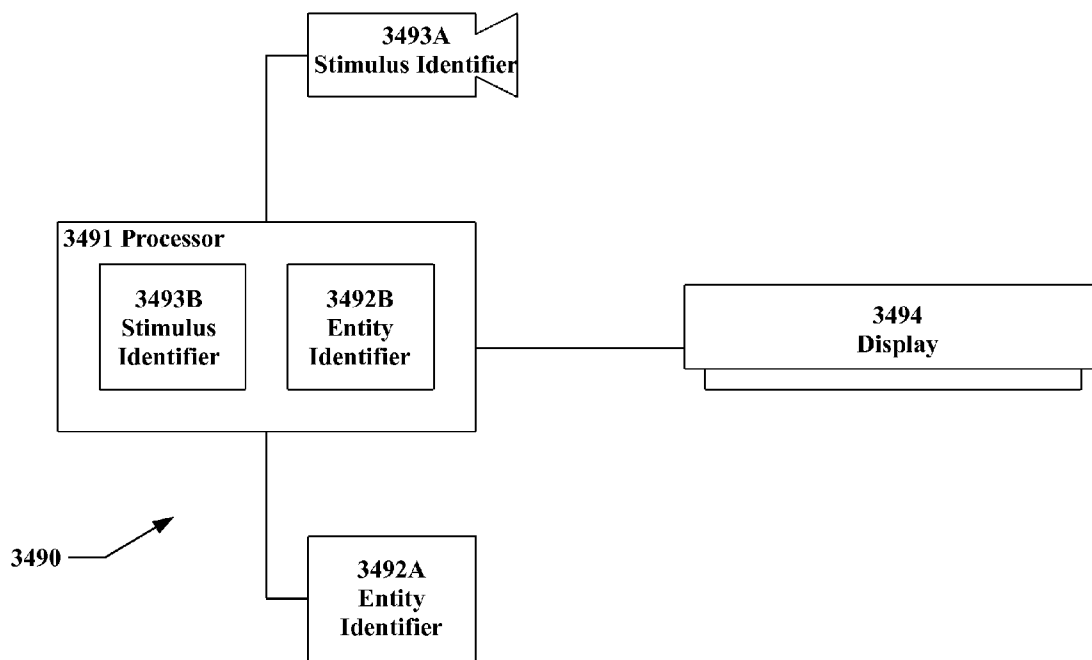 3493A
Stimulus Identifier
3491 Processor
3493B
Stimulus
Identifier
3492B
Entity
Identifier
3494
Display
3490
3492A
Entity
Identifier